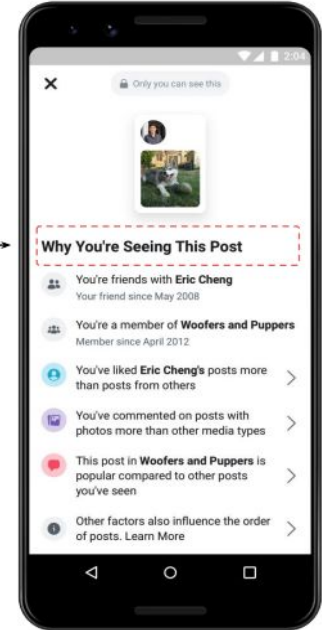 2:04
Only you can see this
Why You're Seeing This Post
You're friends with Eric Cheng
Your friend since May 2008
You're a member of Woofers and Puppers
Member since April 2012
You've liked Eric Cheng's posts more
than posts from others
You've commented on posts with
photos more than other media types
This post in Woofers and Puppers is
popular compared to other posts
you've seen
Other factors also influence the order
of posts. Learn More